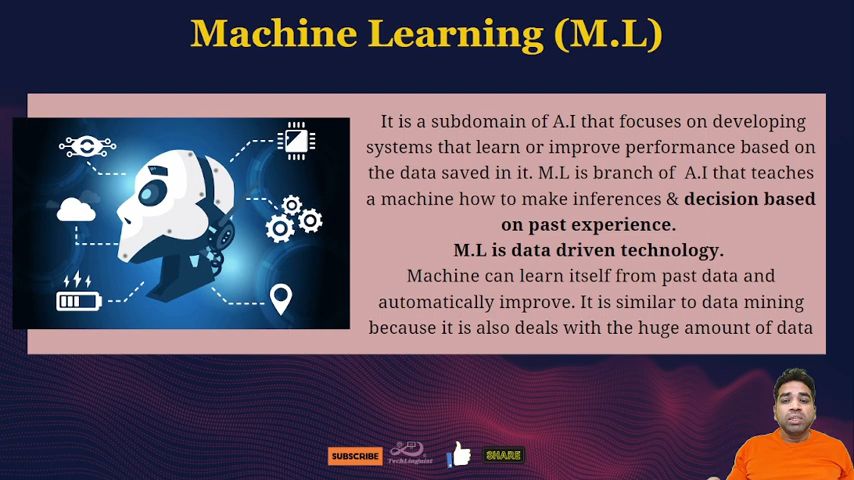 Machine Learning (M.L)
It is a subdomain of A.I that focuses on developing
systems that learn or improve performance based on
the data saved in it. M.L is branch of A.I that teaches
a machine how to make inferences & decision based
on past experience.
M.L is data driven technology.
Machine can learn itself from past data and
automatically improve. It is similar to data mining
because it is also deals with the huge amount of data
SUBSCRIBE
TechLinguist
SHARE